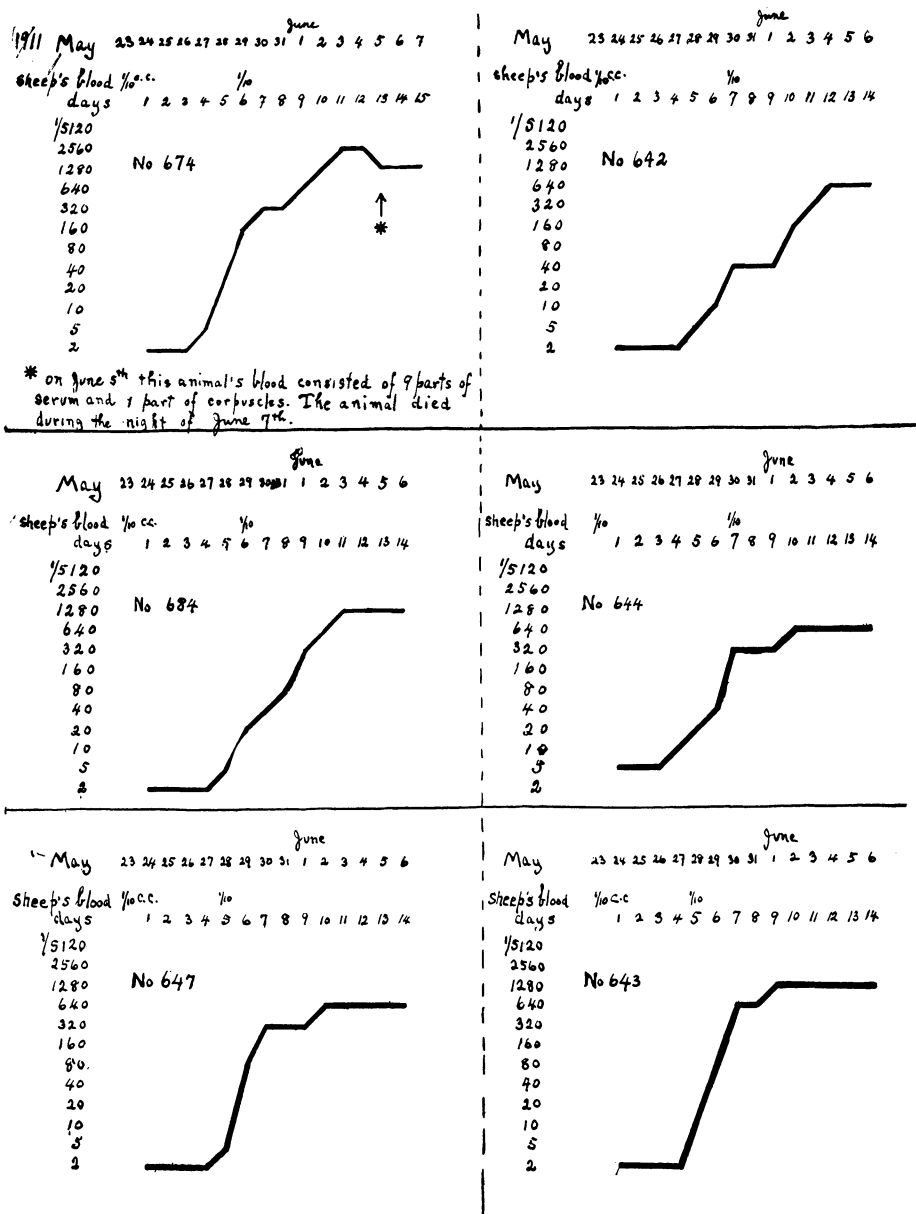 June
1911 May 23 24 25 26 27 28 29 30 31 1 2 3 4 5 6 7
Sheep's blood 1/10 c.c. 1/10
days 1 2 3 4 5 6 7 8 9 10 11 12 13 14 15
1/5120
2560
1280
640
320
160
80
40
20
10
5
2
No 674
*
* on June 5th this animal's blood consisted of 9 parts of
serum and 1 part of corpuscles. The animal died
during the night of June 7th.
June
May 23 24 25 26 27 28 29 30 31 1 2 3 4 5 6
Sheep's blood 1/10 c.c. 1/10
days 1 2 3 4 5 6 7 8 9 10 11 12 13 14
1/5120
2560
1280
640
320
160
80
40
20
10
5
2
No 642
June
May 23 24 25 26 27 28 29 30 31 1 2 3 4 5 6
Sheep's blood 1/10 c.c. 1/10
days 1 2 3 4 5 6 7 8 9 10 11 12 13 14
1/5120
2560
1280
640
320
160
80
40
20
10
5
2
No 684
June
May 23 24 25 26 27 28 29 30 31 1 2 3 4 5 6
Sheep's blood 1/10 1/10
days 1 2 3 4 5 6 7 8 9 10 11 12 13 14
1/5120
2560
1280
640
320
160
80
40
20
10
5
2
No 644
June
May 23 24 25 26 27 28 29 30 31 1 2 3 4 5 6
Sheep's blood 1/10 c.c. 1/10
days 1 2 3 4 5 6 7 8 9 10 11 12 14
1/5120
2560
1280
640
320
160
80.
40
20
10
5
2
No 647
June
May 23 24 25 26 27 28 29 30 31 1 2 3 4 5 6
Sheep's blood 1/10 c.c 1/10
days 1 2 3 4 5 6 7 8 9 10 11 12 13 14
1/5120
2560
1280
640
320
160
80
40
20
10
5
2
No 643